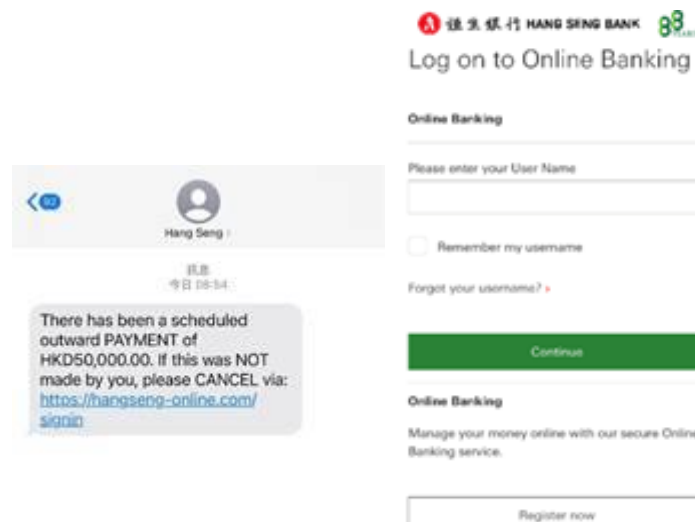 Hang Seng
訊息
今日 08:54
There has been a scheduled
outward PAYMENT of
HKD50,000.00. If this was NOT
made by you, please CANCEL via:
https://hangseng-online.com/
signin
恒生銀行 HANG SENG BANK
Log on to Online Banking
Online Banking
Please enter your User Name
Remember my username
Forgot your username?
Continue
Online Banking
Manage your money online with our secure Online
Banking service.
Register now